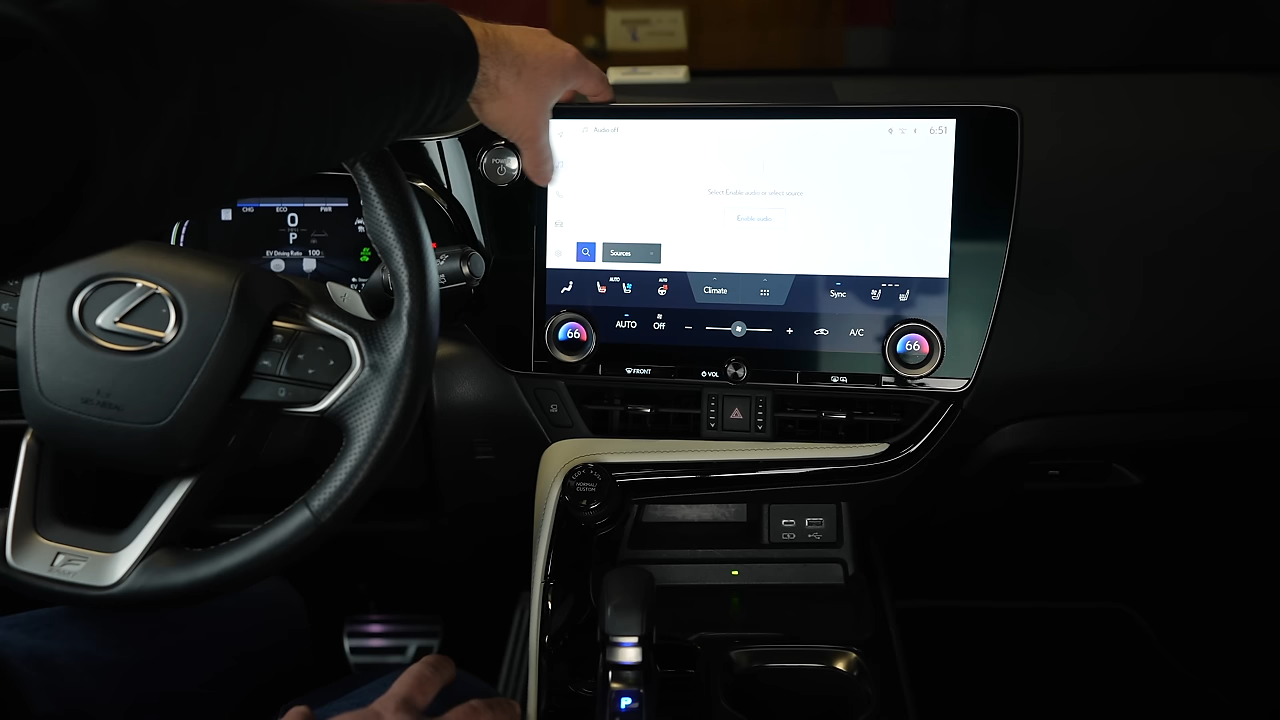 Audio off
6:51
Select Enable audio or select source
Enable audio
Sources
POWER
CHG ECO PWR
0
P
EV Driving Ratio 100
AUTO
AUTO
Climate
Sync
66
AUTO
Off
A/C
66
FRONT
VOL
NORMAL/
CUSTOM
P